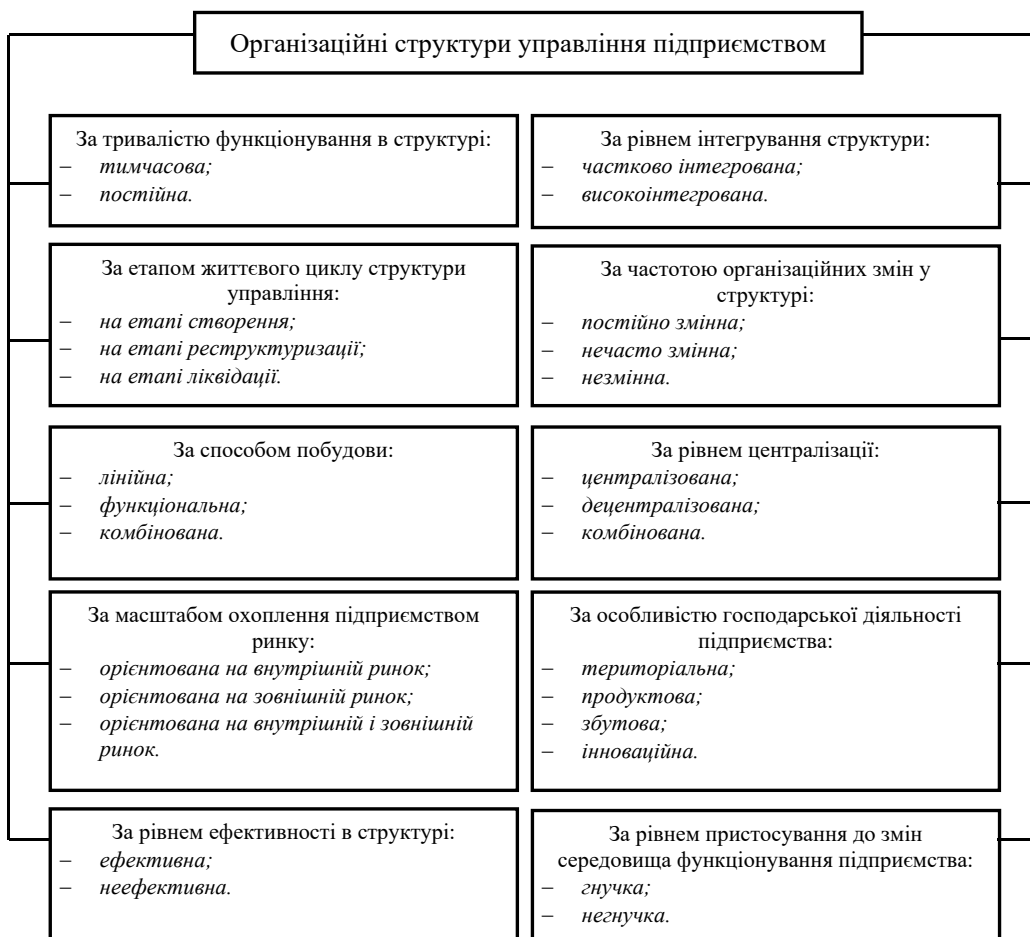 Організаційні структури управління підприємством
За тривалістю функціонування в структурі:
– тимчасова;
– постійна.
За рівнем інтегрування структури:
– частково інтегрована;
– високоінтегрована.
За етапом життєвого циклу структури
управління:
– на етапі створення;
– на етапі реструктуризації;
– на етапі ліквідації.
За частотою організаційних змін у
структурі:
– постійно змінна;
– нечасто змінна;
– незмінна.
За способом побудови:
– лінійна;
– функціональна;
– комбінована.
За рівнем централізації:
– централізована;
– децентралізована;
– комбінована.
За масштабом охоплення підприємством
ринку:
– орієнтована на внутрішній ринок;
– орієнтована на зовнішній ринок;
– орієнтована на внутрішній і зовнішній
ринок.
За особливістю господарської діяльності
підприємства:
– територіальна;
– продуктова;
– збутова;
– інноваційна.
За рівнем ефективності в структурі:
– ефективна;
– неефективна.
За рівнем пристосування до змін
середовища функціонування підприємства:
– гнучка;
– негнучка.